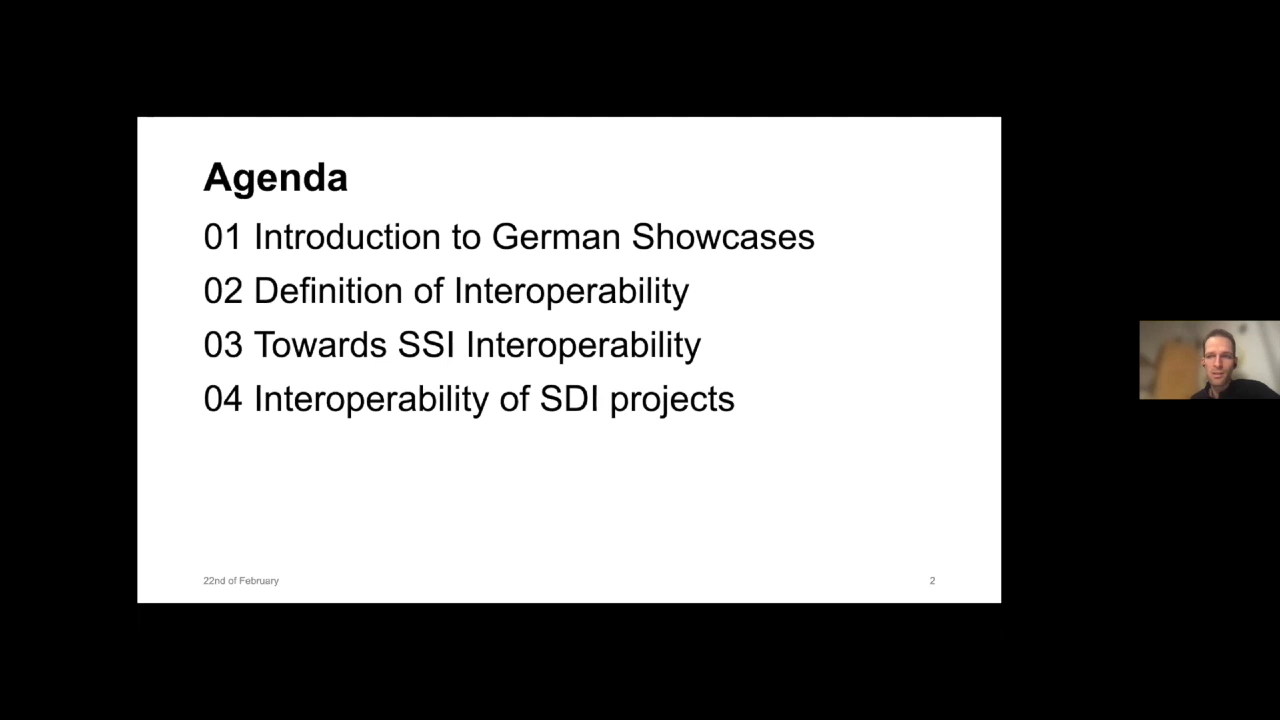 Agenda
01 Introduction to German Showcases
02 Definition of Interoperability
03 Towards SSI Interoperability
04 Interoperability of SDI projects
22nd of February
2